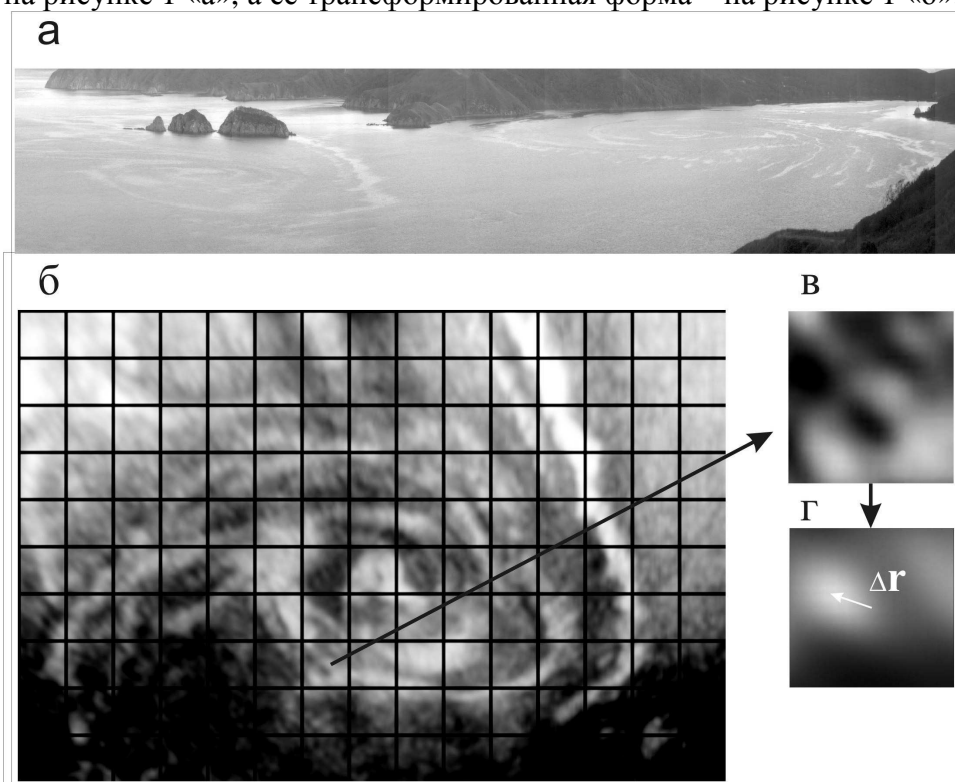 на рисунке 1 «а», а ее трансформированная форма – на рисунке 1 «б»
а
б
в
г
Δr